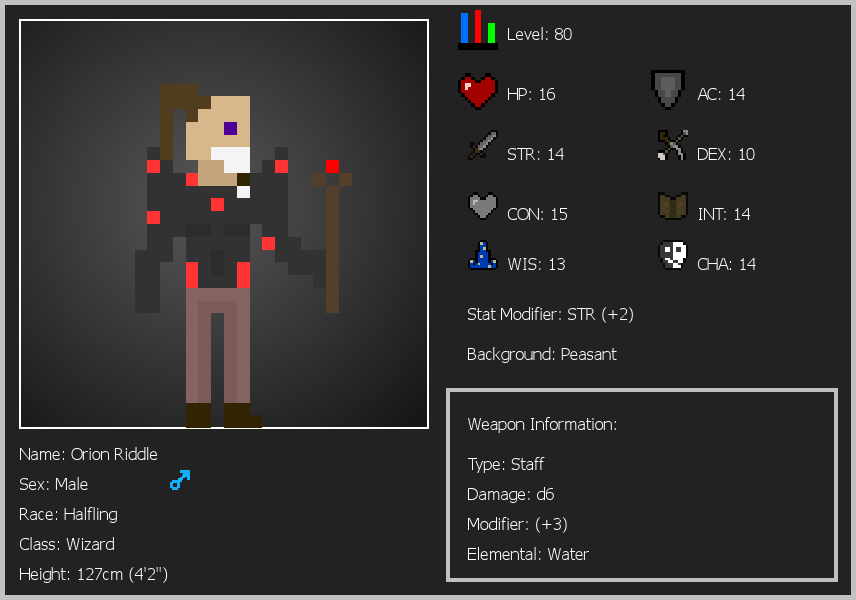 Level: 80
HP: 16
AC: 14
STR: 14
DEX: 10
CON: 15
INT: 14
WIS: 13
CHA: 14
Stat Modifier: STR (+2)
Background: Peasant
Weapon Information:
Type: Staff
Damage: d6
Modifier: (+3)
Elemental: Water
Name: Orion Riddle
Sex: Male
Race: Halfling
Class: Wizard
Height: 127cm (4'2")